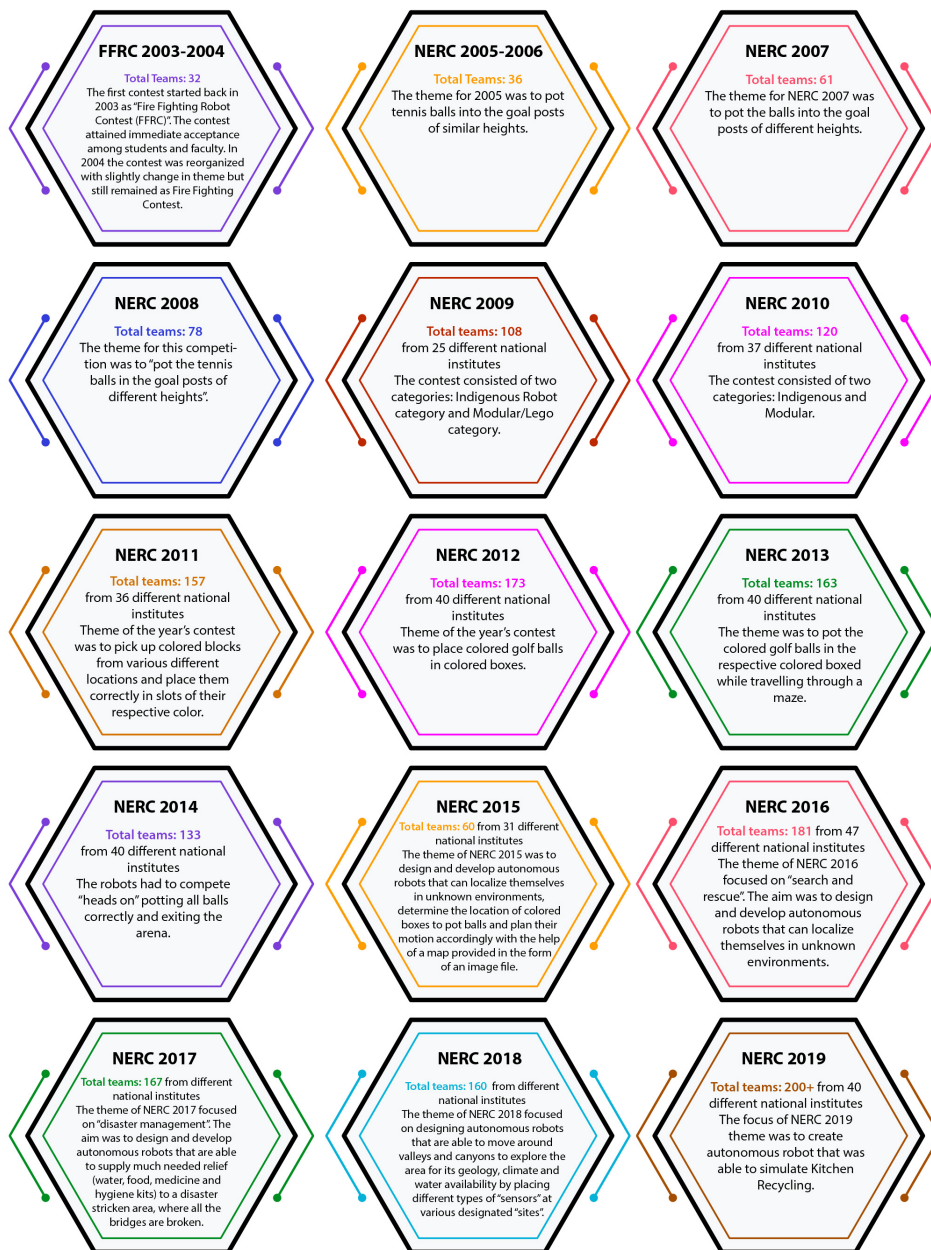 FFRC 2003-2004
Total Teams: 32
The first contest started back in
2003 as “Fire Fighting Robot
Contest (FFRC)”. The contest
attained immediate acceptance
among students and faculty. In
2004 the contest was reorganized
with slightly change in theme but
still remained as Fire Fighting
Contest.
NERC 2005-2006
Total teams: 36
The theme for 2005 was to pot
tennis balls into the goal posts
of similar heights.
NERC 2007
Total teams: 61
The theme for NERC 2007 was
to pot the balls into the goal
posts of different heights.
NERC 2008
Total teams: 78
The theme for this competi-
tion was to “pot the tennis
balls in the goal posts of
different heights”.
NERC 2009
Total teams: 108
from 25 different national
institutes
The contest consisted of two
categories: Indigenous Robot
category and Modular/Lego
category.
NERC 2010
Total teams: 120
from 37 different national
institutes
The contest consisted of two
categories: Indigenous and
Modular.
NERC 2011
Total teams: 157
from 36 different national
institutes
Theme of the year’s contest
was to pick up colored blocks
from various different
locations and place them
correctly in slots of their
respective color.
NERC 2012
Total teams: 173
from 40 different national
institutes
Theme of the year’s contest
was to place colored golf balls
in colored boxes.
NERC 2013
Total teams: 163
from 40 different national
institutes
The theme was to pot the
colored golf balls in the
respective colored boxed
while travelling through a
maze.
NERC 2014
Total teams: 133
from 40 different national
institutes
The robots had to compete
“heads on” potting all balls
correctly and exiting the
arena.
NERC 2015
Total teams: 60 from 31 different
national institutes
The theme of NERC 2015 was to
design and develop autonomous
robots that can localize themselves
in unknown environments,
determine the location of colored
boxes to pot balls and plan their
motion accordingly with the help
of a map provided in the form
of an image file.
NERC 2016
Total teams: 181 from 47
different national institutes
The theme of NERC 2016
focused on “search and
rescue”. The aim was to design
and develop autonomous
robots that can localize
themselves in unknown
environments.
NERC 2017
Total teams: 167 from different
national institutes
The theme of NERC 2017 focused
on “disaster management”. The
aim was to design and develop
autonomous robots that are able
to supply much needed relief
(water, food, medicine and
hygiene kits) to a disaster
stricken area, where all the
bridges are broken.
NERC 2018
Total teams: 160 from different
national institutes
The theme of NERC 2018 focused
on designing autonomous robots
that are able to move around
valleys and canyons to explore the
area for its geology, climate and
water availability by placing
different types of “sensors” at
various designated “sites”.
NERC 2019
Total teams: 200+ from 40
different national institutes
The focus of NERC 2019
theme was to create
autonomous robot that was
able to simulate Kitchen
Recycling.